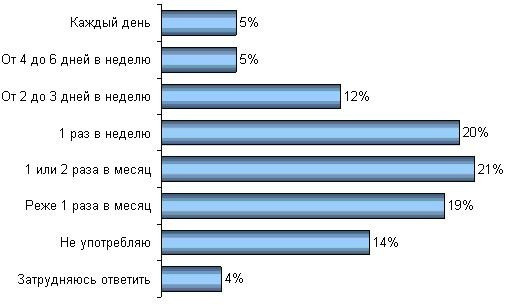 Каждый день 5%
От 4 до 6 дней в неделю 5%
От 2 до 3 дней в неделю 12%
1 раз в неделю 20%
1 или 2 раза в месяц 21%
Реже 1 раза в месяц 19%
Не употребляю 14%
Затрудняюсь ответить 4%